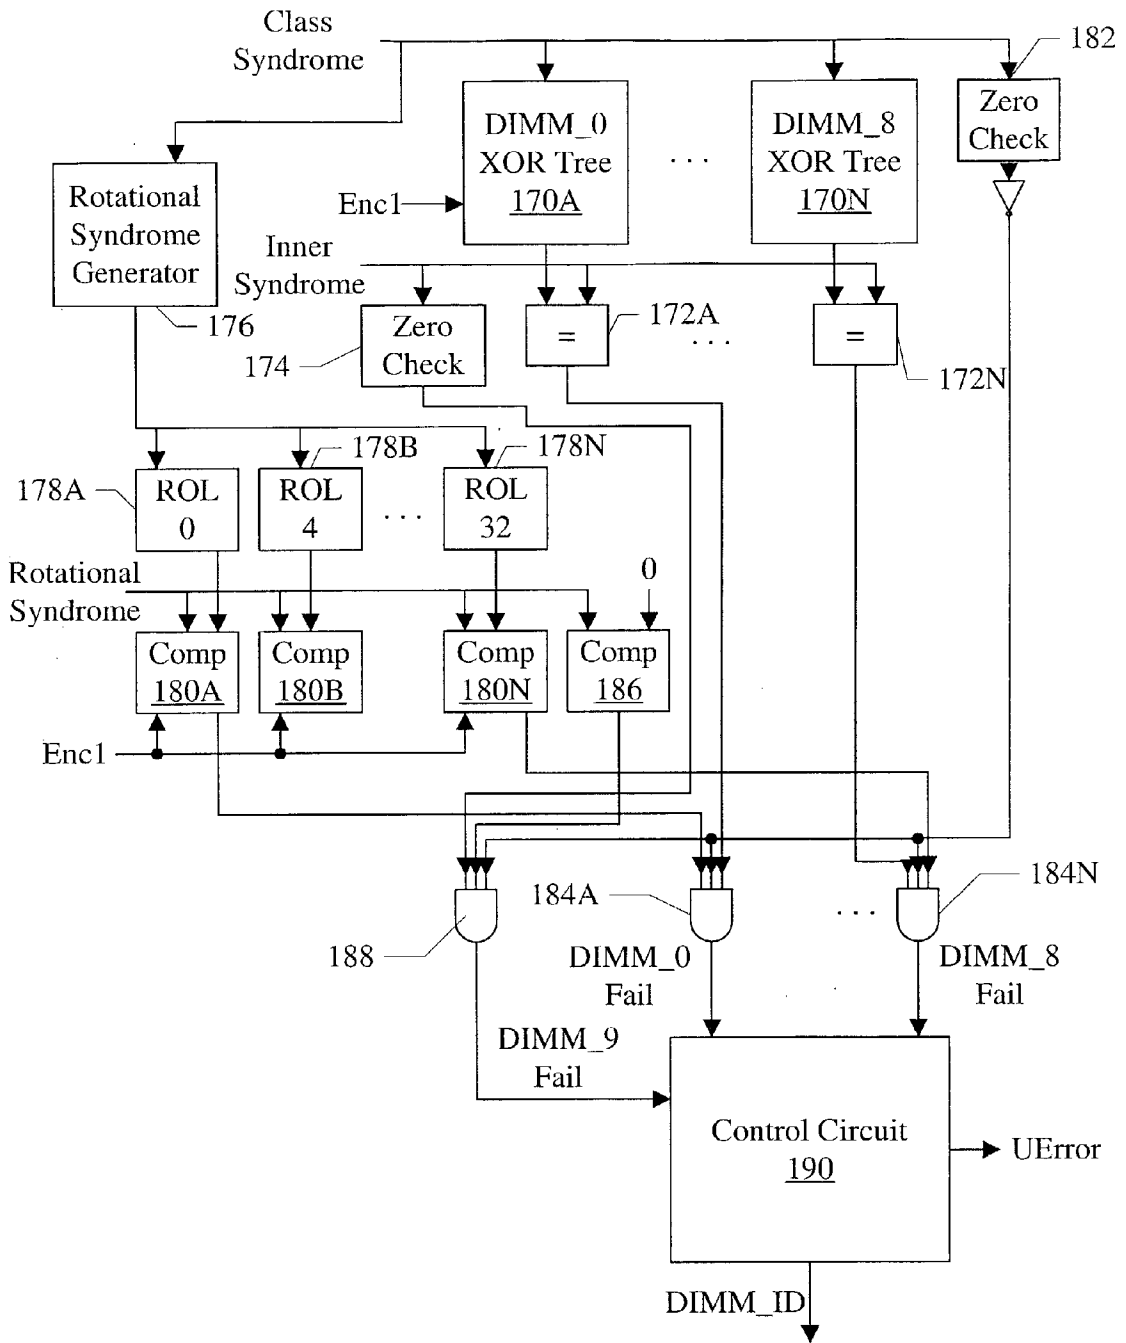 Class
Syndrome
182
DIMM_0
XOR Tree
170A
. . .
DIMM_8
XOR Tree
170N
Zero
Check
Rotational
Syndrome
Generator
176
Enc1
Inner
Syndrome
174
Zero
Check
=
172A
. . .
=
172N
178A
ROL
0
178B
ROL
4
. . .
178N
ROL
32
Rotational
Syndrome
0
Comp
180A
Comp
180B
Comp
180N
Comp
186
Enc1
188
184A
. . .
184N
DIMM_0
Fail
DIMM_8
Fail
DIMM_9
Fail
Control Circuit
190
UError
DIMM_ID